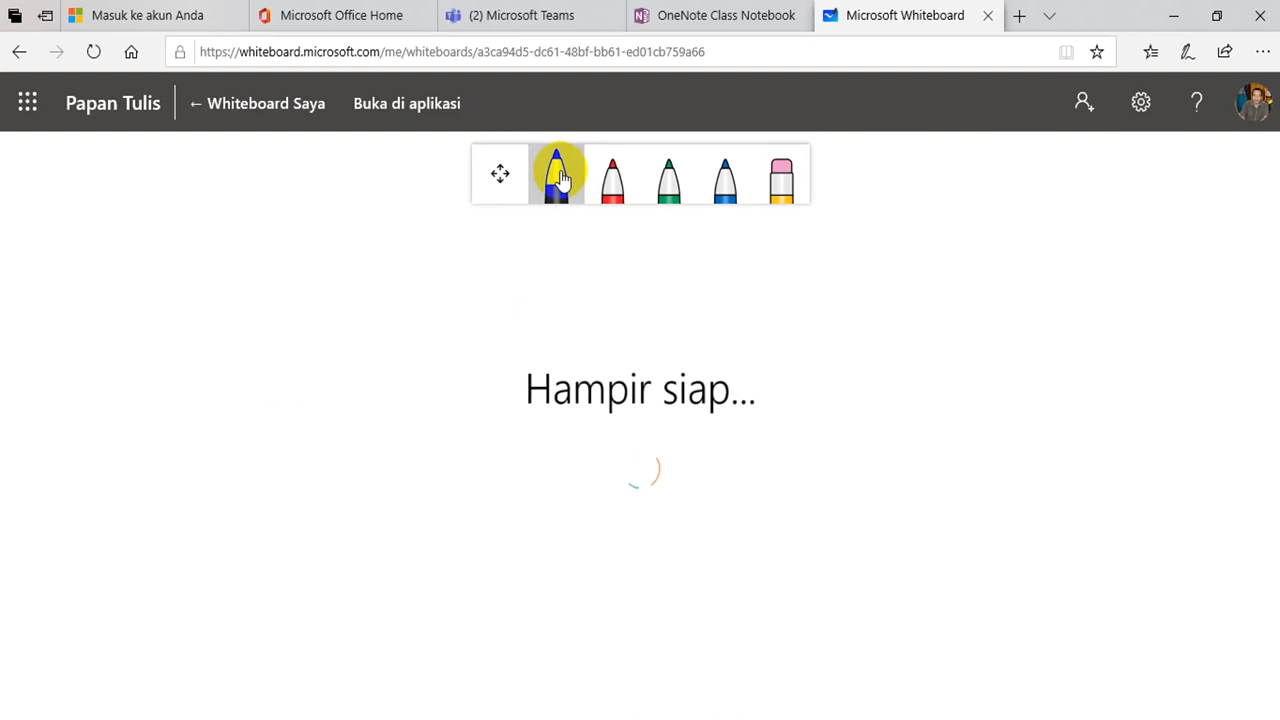 Masuk ke akun Anda
Microsoft Office Home
(2) Microsoft Teams
OneNote Class Notebook
Microsoft Whiteboard
https://whiteboard.microsoft.com/me/whiteboards/a3ca94d5-dc61-48bf-bb61-ed01cb759a66
Papan Tulis
← Whiteboard Saya
Buka di aplikasi
Hampir siap...